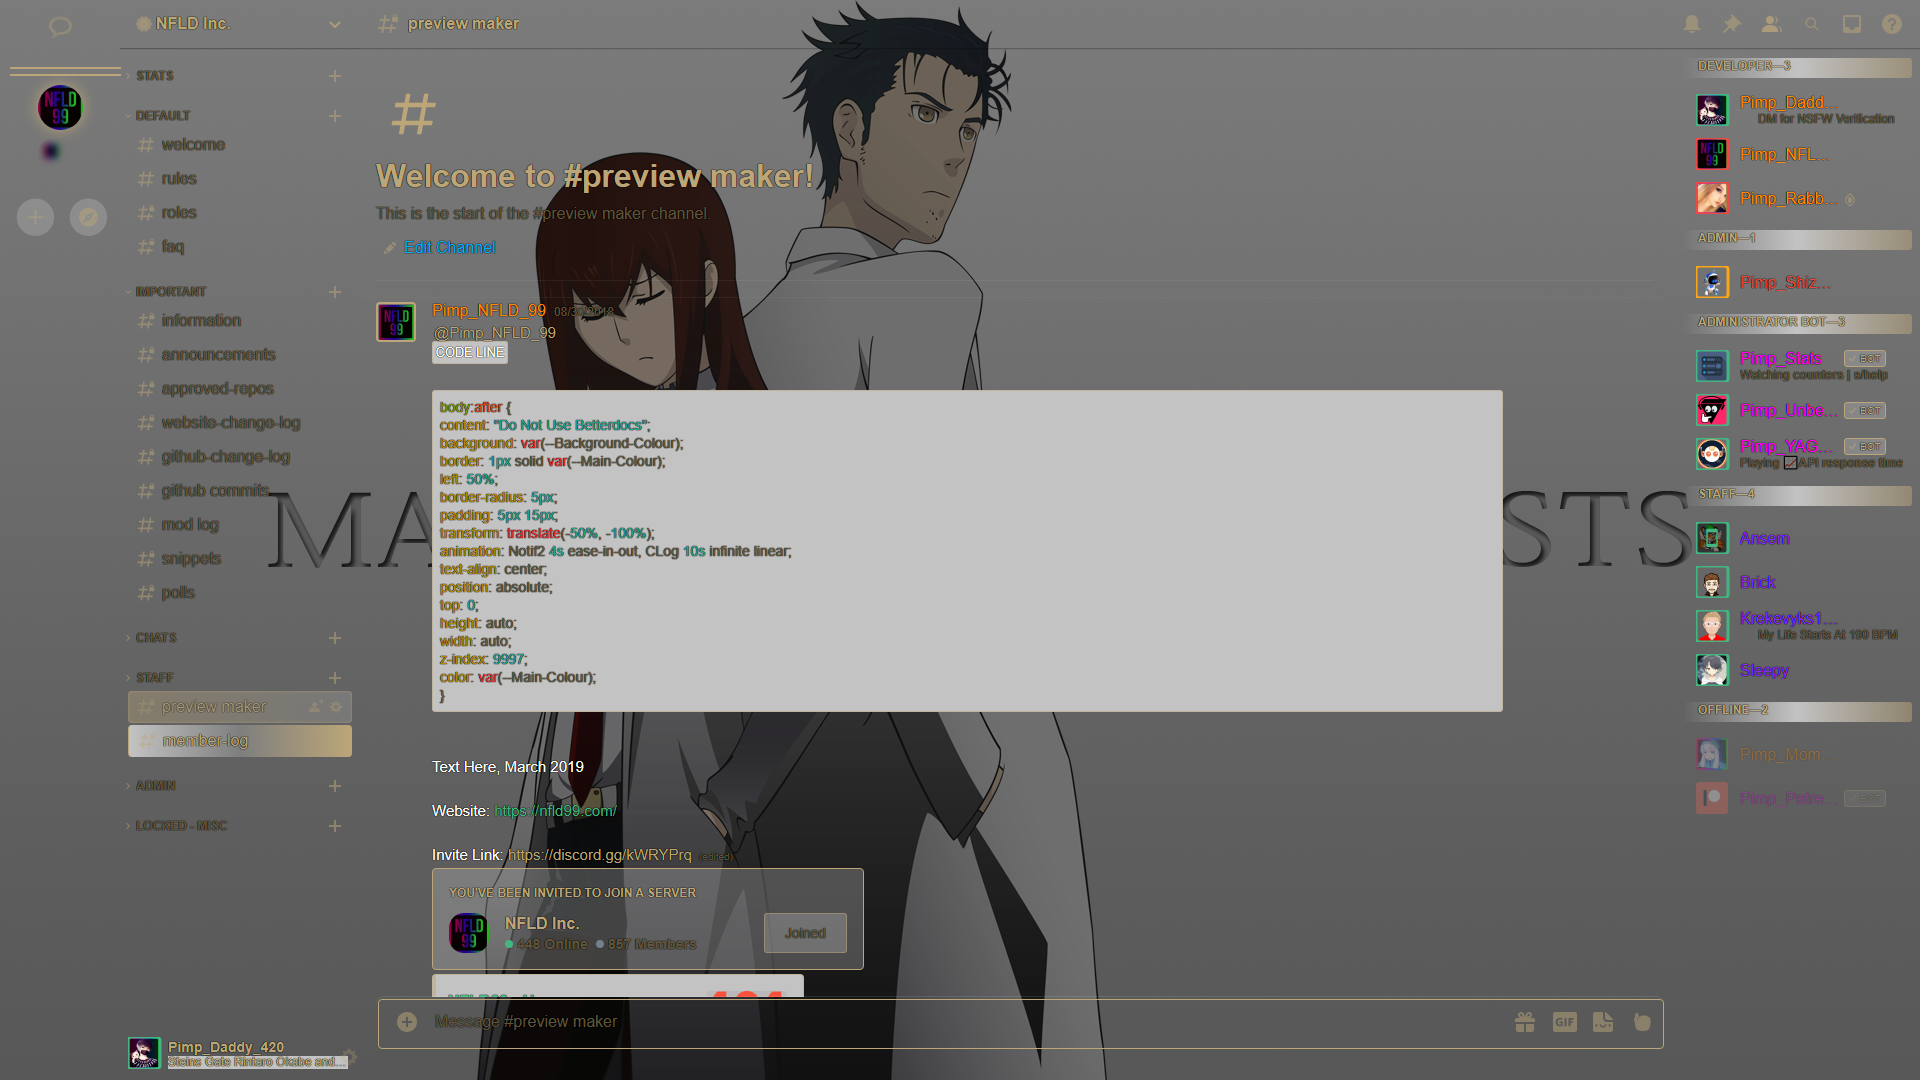 NFLD Inc.
preview maker
STATS
DEFAULT
welcome
rules
roles
faq
IMPORTANT
information
announcements
approved-repos
website-change-log
github-change-log
github commits
mod log
snippets
polls
CHATS
STAFF
preview maker
member-log
ADMIN
LOCKED - MISC
Pimp_Daddy_420
Steins Gate Rintaro Okabe and...
NFLD
99
Welcome to #preview maker!
This is the start of the #preview maker channel.
Edit Channel
Pimp_NFLD_99
@Pimp_NFLD_99
CODE LINE
body:after {
content: "Do Not Use Betterdocs";
background: var(--Background-Colour);
border: 1px solid var(--Main-Colour);
left: 50%;
border-radius: 5px;
padding: 5px 15px;
transform: translate(-50%, -100%);
animation: Notif2 4s ease-in-out, CLog 10s infinite linear;
text-align: center;
position: absolute;
top: 0;
height: auto;
width: auto;
z-index: 9997;
color: var(--Main-Colour);
}
MA
STS
Text Here, March 2019
Website: https://nfld99.com/
Invite Link: https://discord.gg/kWRYPrq (edited)
YOU'VE BEEN INVITED TO JOIN A SERVER
NFLD
99
NFLD Inc.
448 Online 857 Members
Joined
Message #preview maker
GIF
DEVELOPER—3
Pimp_Dadd...
DM for NSFW Verification
Pimp_NFL...
Pimp_Rabb...
ADMIN—1
Pimp_Shiz...
ADMINISTRATOR BOT—3
Pimp_Stats BOT
Watching counters | s/help
Pimp_Unbe... BOT
Pimp_YAG... BOT
Playing API response time
STAFF—4
Ansem
Brick
Krekevyks1...
My Life Starts At 190 BPM
Sleepy
OFFLINE—2
Pimp_Mom
Pimp_Patre... BOT